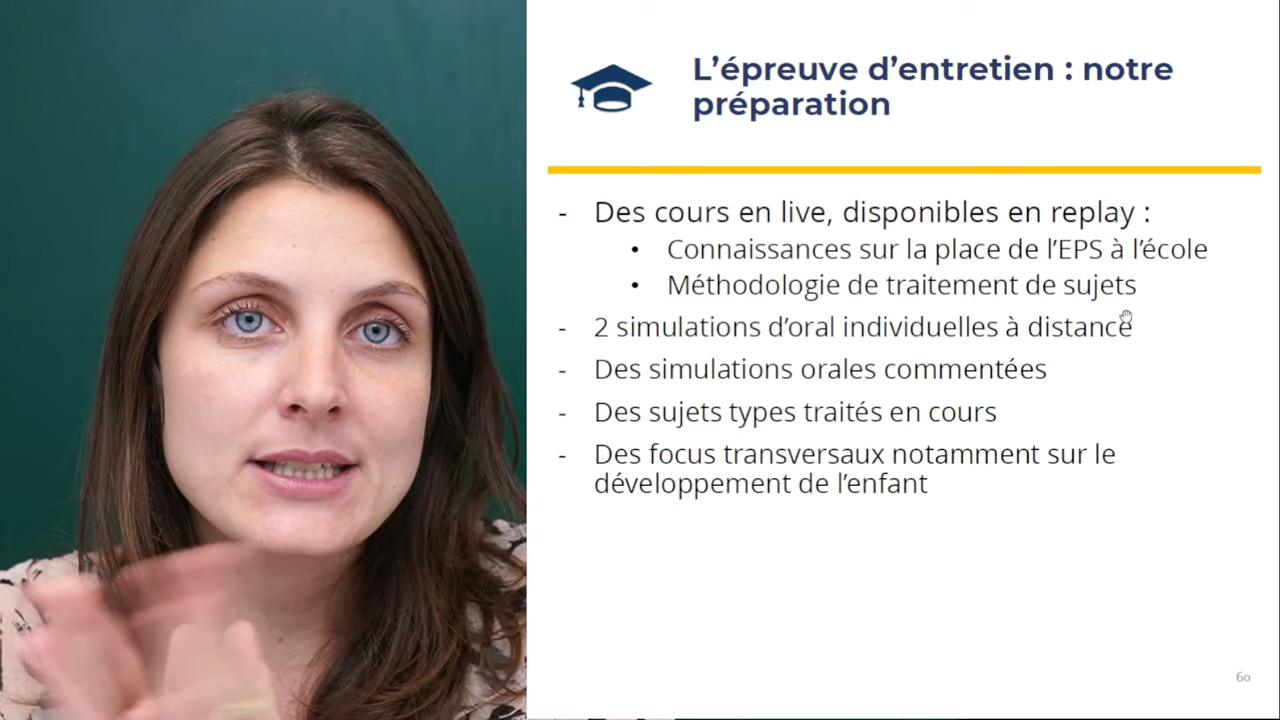 L’épreuve d’entretien : notre
préparation
- Des cours en live, disponibles en replay :
• Connaissances sur la place de l’EPS à l’école
• Méthodologie de traitement de sujets
- 2 simulations d’oral individuelles à distance
- Des simulations orales commentées
- Des sujets types traités en cours
- Des focus transversaux notamment sur le
développement de l’enfant
60